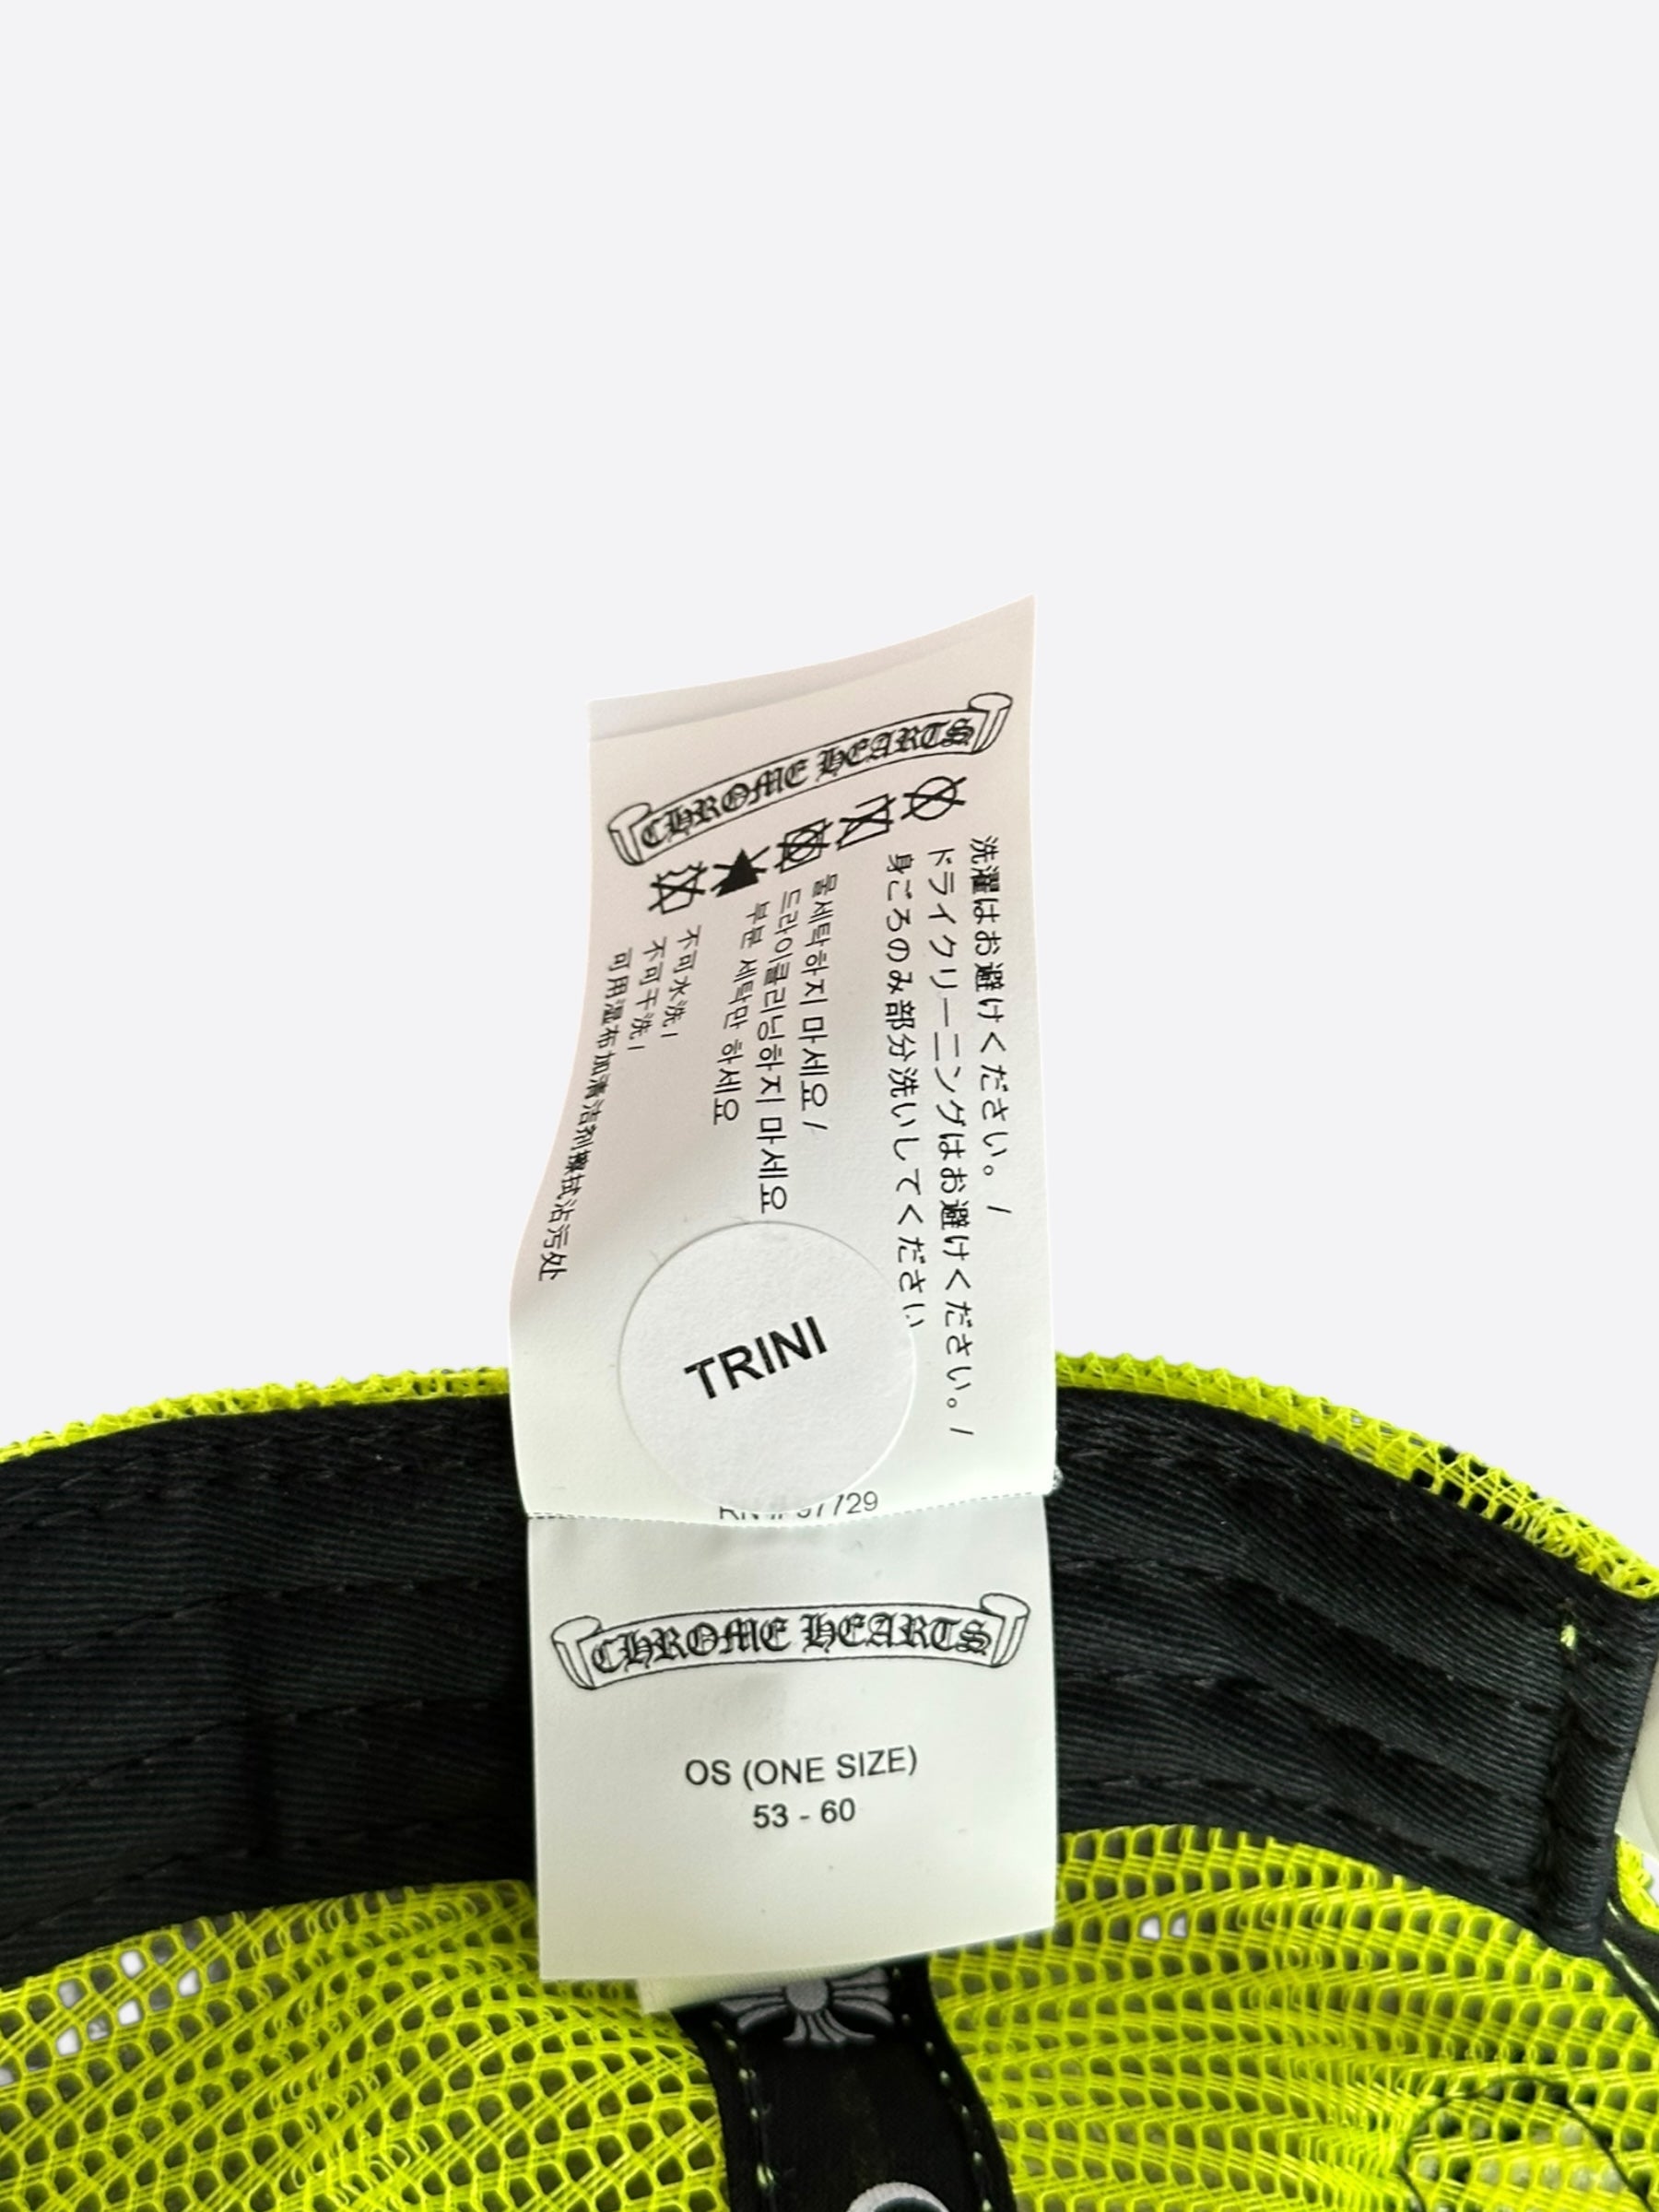 CHROME HEARTS
洗濯はお避けください。/
ドライクリーニングはお避けください。/
身ごろのみ部分洗いしてください
물세탁하지 마세요 /
드라이클리닝하지 마세요
부분 세탁만 하세요
不可水洗 /
不可干洗 /
可用湿布加清洁剂擦拭沾污处
TRINI
RN # 97729
CHROME HEARTS
OS (ONE SIZE)
53 - 60